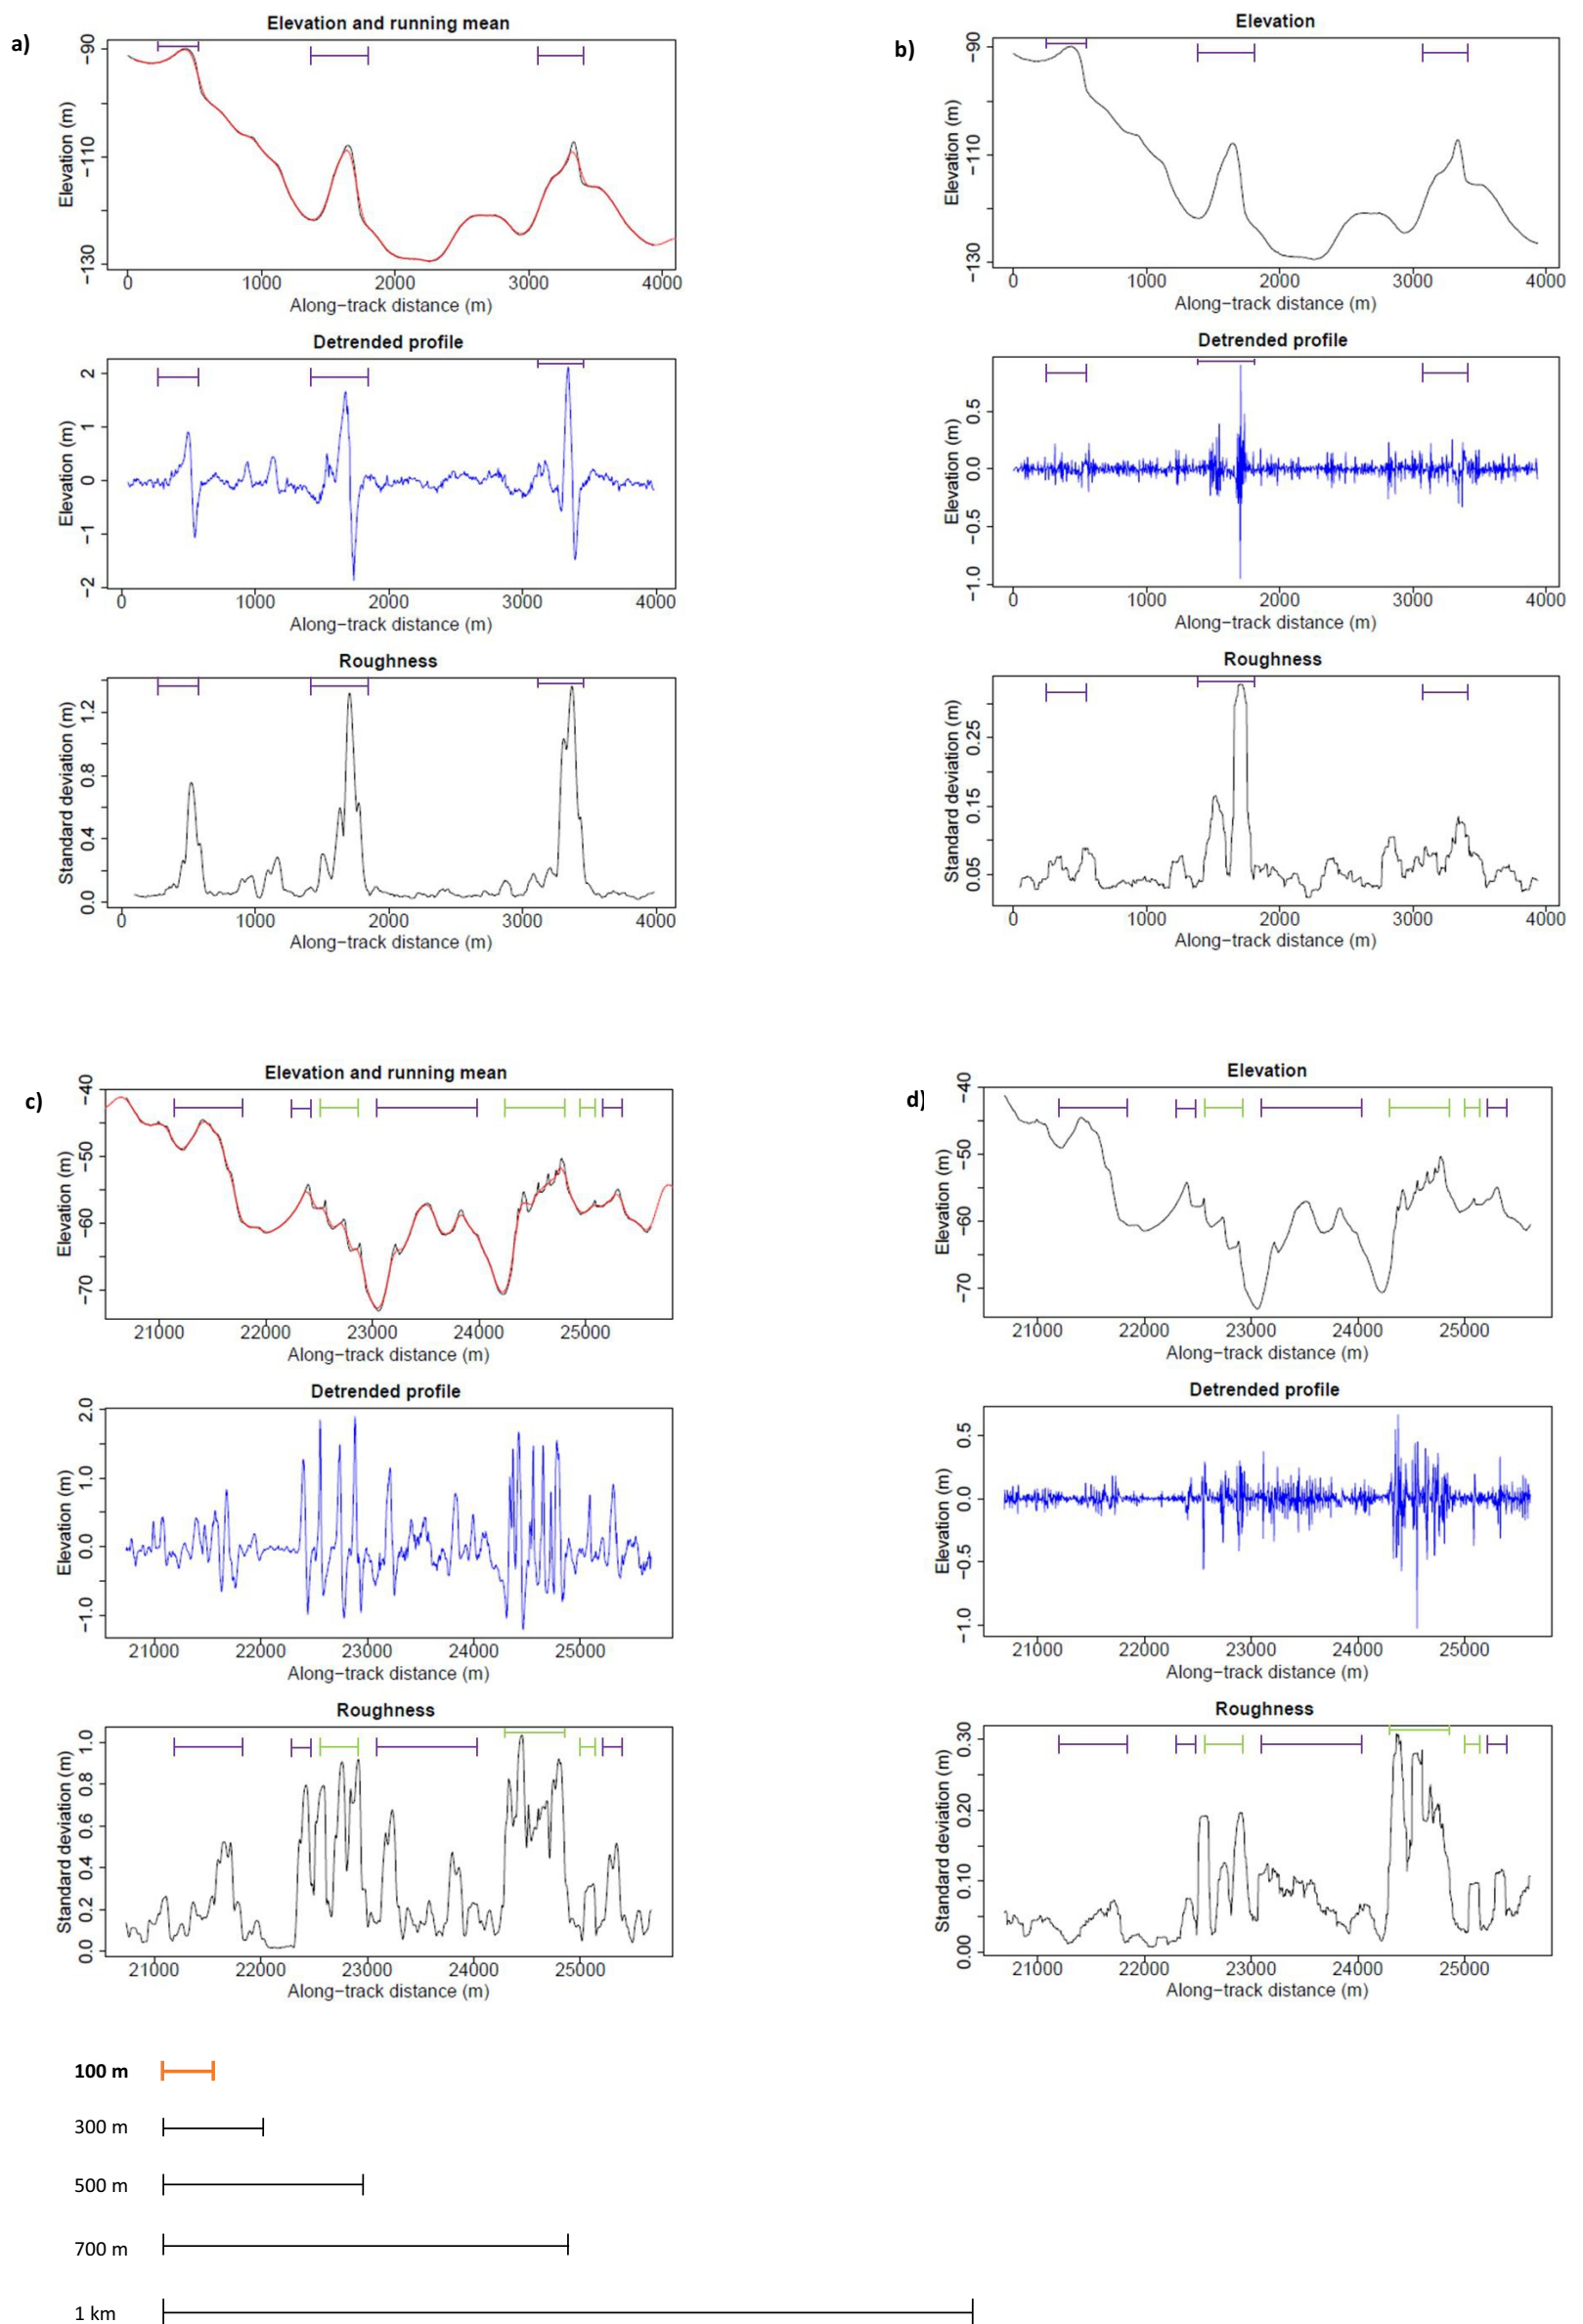 a)
Elevation and running mean
Elevation (m)
−90
−110
−130
0 1000 2000 3000 4000
Along−track distance (m)
Detrended profile
Elevation (m)
2
1
0
−1
−2
0 1000 2000 3000 4000
Along−track distance (m)
Roughness
Standard deviation (m)
1.2
0.8
0.4
0.0
0 1000 2000 3000 4000
Along−track distance (m)
b)
Elevation
Elevation (m)
−90
−110
−130
0 1000 2000 3000 4000
Along−track distance (m)
Detrended profile
Elevation (m)
0.5
0.0
−0.5
−1.0
0 1000 2000 3000 4000
Along−track distance (m)
Roughness
Standard deviation (m)
0.25
0.15
0.05
0 1000 2000 3000 4000
Along−track distance (m)
c)
Elevation and running mean
Elevation (m)
−40
−50
−60
−70
21000 22000 23000 24000 25000
Along−track distance (m)
Detrended profile
Elevation (m)
2.0
1.0
0.0
−1.0
21000 22000 23000 24000 25000
Along−track distance (m)
Roughness
Standard deviation (m)
1.0
0.8
0.6
0.4
0.2
0.0
21000 22000 23000 24000 25000
Along−track distance (m)
d)
Elevation
Elevation (m)
−40
−50
−60
−70
21000 22000 23000 24000 25000
Along−track distance (m)
Detrended profile
Elevation (m)
0.5
0.0
−0.5
−1.0
21000 22000 23000 24000 25000
Along−track distance (m)
Roughness
Standard deviation (m)
0.30
0.20
0.10
0.00
21000 22000 23000 24000 25000
Along−track distance (m)
100 m
300 m
500 m
700 m
1 km